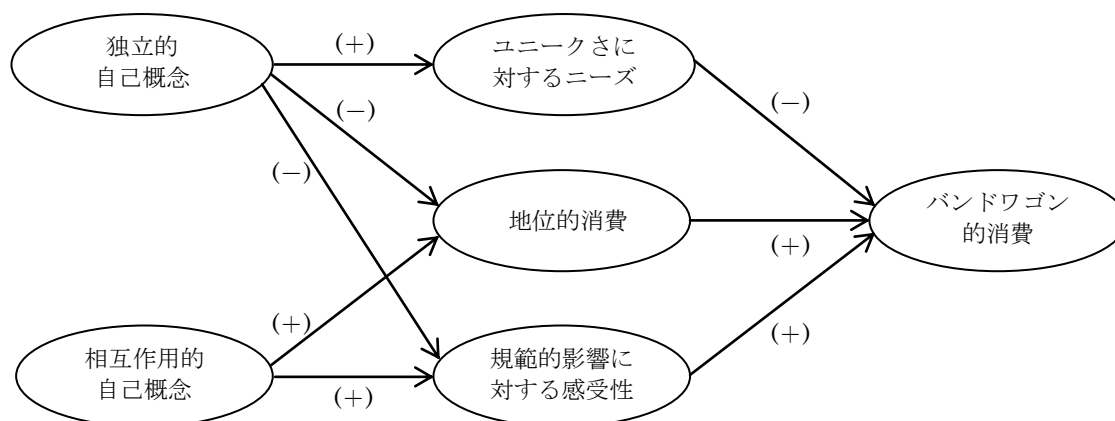 独立的
自己概念
(+)
ユニークさに
対するニーズ
(−)
(−)
(−)
地位的消費
(+)
バンドワゴン
的消費
(+)
(+)
相互作用的
自己概念
(+)
規範的影響に
対する感受性